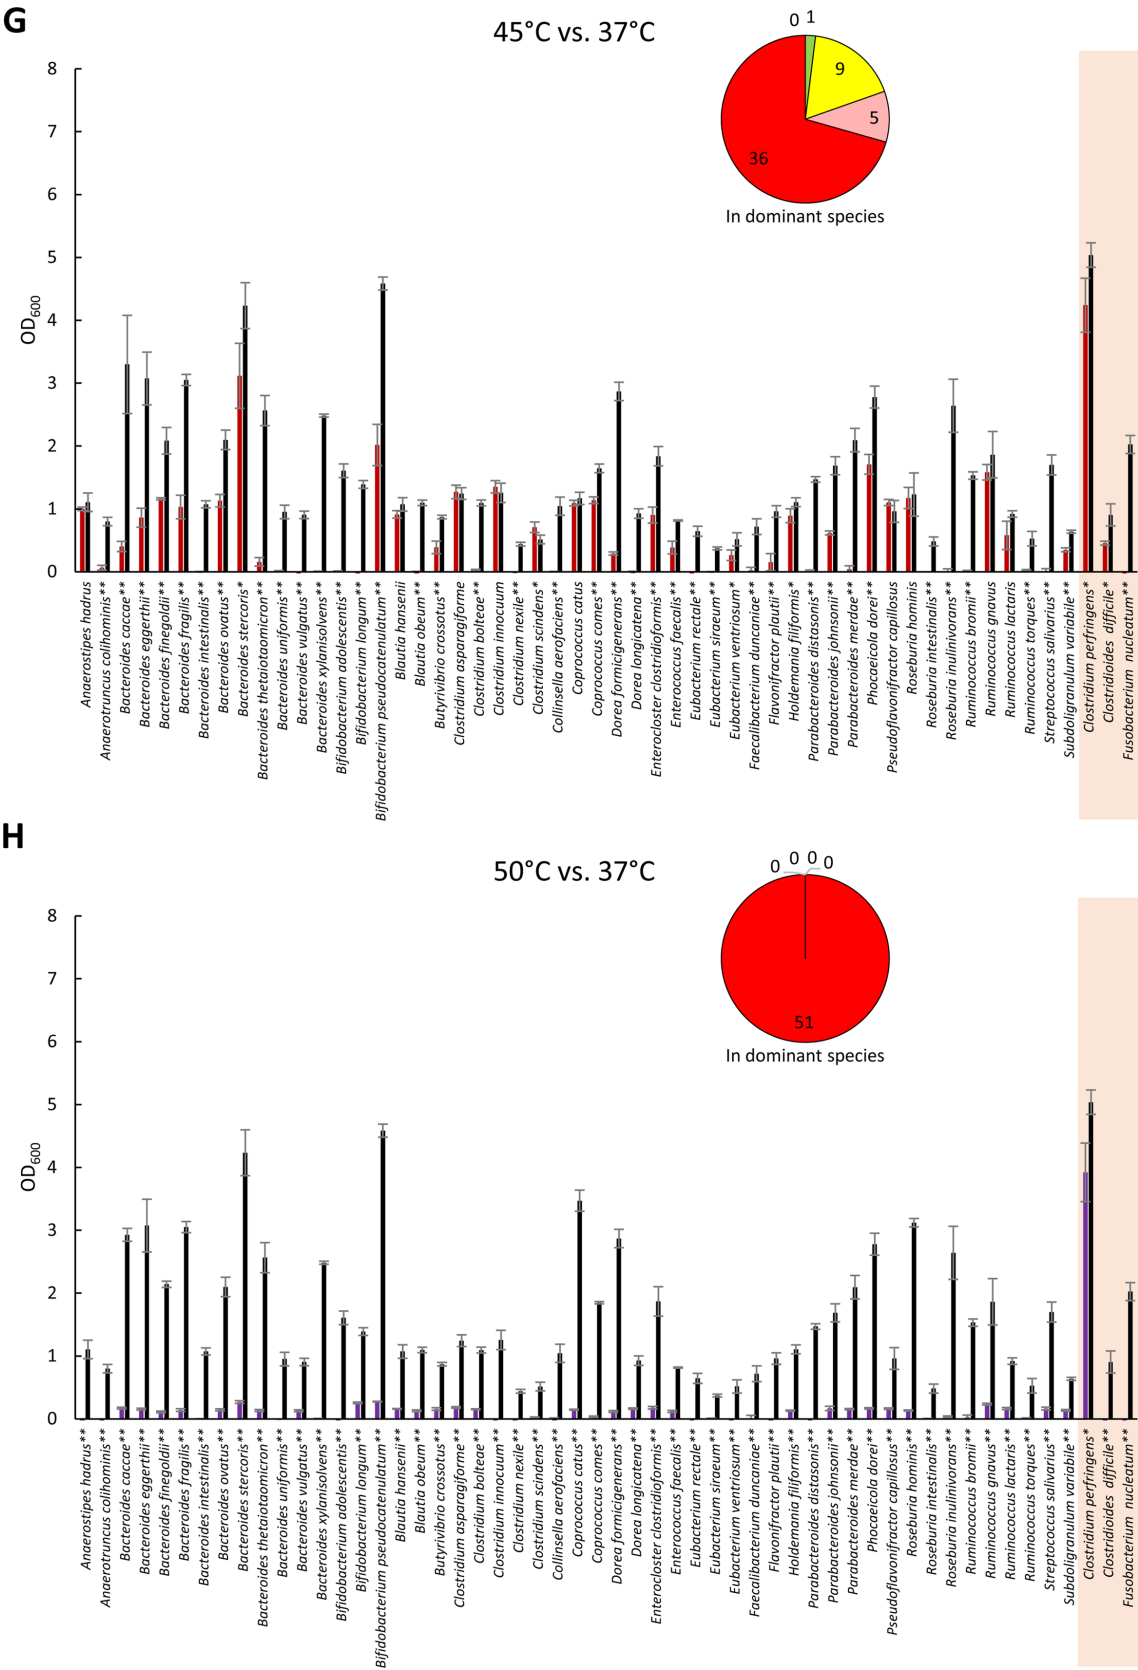 G
45°C vs. 37°C
0 1
9
5
36
In dominant species
8
7
6
5
4
3
2
1
0
OD600
Anaerostipes hadrus
Anaerotruncus colihominis**
Bacteroides caccae**
Bacteroides eggerthii**
Bacteroides finegoldii**
Bacteroides fragilis**
Bacteroides intestinalis**
Bacteroides ovatus**
Bacteroides stercoris*
Bacteroides thetaiotaomicron**
Bacteroides uniformis**
Bacteroides vulgatus**
Bacteroides xylanisolvens**
Bifidobacterium adolescentis**
Bifidobacterium longum**
Bifidobacterium pseudocatenulatum**
Blautia hansenii
Blautia obeum**
Butyrivibrio crossotus**
Clostridium asparagiforme
Clostridium bolteae**
Clostridium innocuum
Clostridium nexile**
Clostridium scindens*
Collinsella aerofaciens**
Coprococcus catus
Coprococcus comes**
Dorea formicigenerans**
Dorea longicatena**
Enterocloster clostridioformis**
Enterococcus faecalis**
Eubacterium rectale**
Eubacterium siraeum**
Eubacterium ventriosum*
Faecalibacterium duncaniae**
Flavonifractor plautii**
Holdemania filiformis*
Parabacteroides distasonis**
Parabacteroides johnsonii**
Parabacteroides merdae**
Phocaeicola dorei**
Pseudoflavonifractor capillosus
Roseburia hominis
Roseburia intestinalis**
Roseburia inulinivorans**
Ruminococcus bromii**
Ruminococcus gnavus
Ruminococcus lactaris
Ruminococcus torques**
Streptococcus salivarius**
Subdoligranulum variabile**
Clostridium perfringens*
Clostridioides difficile*
Fusobacterium nucleatum**
H
50°C vs. 37°C
0 0 0 0
51
In dominant species
8
7
6
5
4
3
2
1
0
OD600
Anaerostipes hadrus**
Anaerotruncus colihominis**
Bacteroides caccae**
Bacteroides eggerthii**
Bacteroides finegoldii**
Bacteroides fragilis**
Bacteroides intestinalis**
Bacteroides ovatus**
Bacteroides stercoris**
Bacteroides thetaiotaomicron**
Bacteroides uniformis**
Bacteroides vulgatus**
Bacteroides xylanisolvens**
Bifidobacterium adolescentis**
Bifidobacterium longum**
Bifidobacterium pseudocatenulatum**
Blautia hansenii**
Blautia obeum**
Butyrivibrio crossotus**
Clostridium asparagiforme**
Clostridium bolteae**
Clostridium innocuum**
Clostridium nexile**
Clostridium scindens**
Collinsella aerofaciens**
Coprococcus catus**
Coprococcus comes**
Dorea formicigenerans**
Dorea longicatena**
Enterocloster clostridioformis**
Enterococcus faecalis**
Eubacterium rectale**
Eubacterium siraeum**
Eubacterium ventriosum**
Faecalibacterium duncaniae**
Flavonifractor plautii**
Holdemania filiformis**
Parabacteroides distasonis**
Parabacteroides johnsonii**
Parabacteroides merdae**
Phocaeicola dorei**
Pseudoflavonifractor capillosus**
Roseburia hominis**
Roseburia intestinalis**
Roseburia inulinivorans**
Ruminococcus bromii**
Ruminococcus gnavus**
Ruminococcus lactaris**
Ruminococcus torques**
Streptococcus salivarius**
Subdoligranulum variabile**
Clostridium perfringens*
Clostridioides difficile**
Fusobacterium nucleatum**